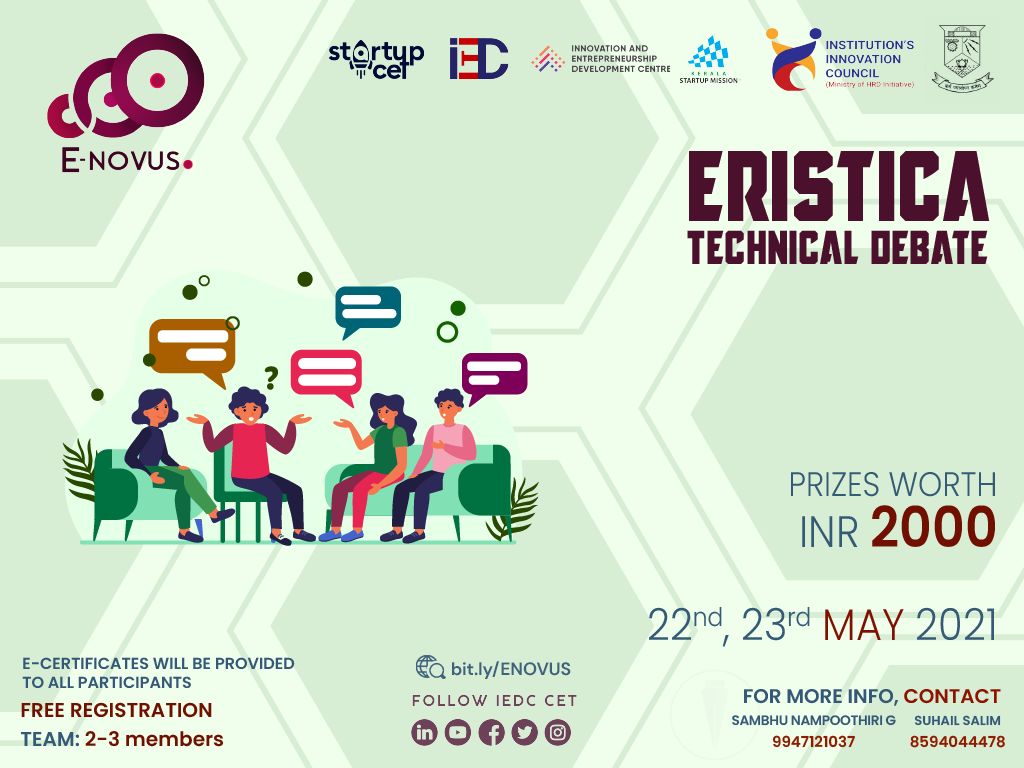 E-NOVUS.
startup
cet
iEDC
INNOVATION AND
ENTREPRENEURSHIP
DEVELOPMENT CENTRE
KERALA
STARTUP MISSION
INSTITUTION'S
INNOVATION
COUNCIL
(Ministry of HRD Initiative)
ERISTICA
TECHNICAL DEBATE
?
PRIZES WORTH
INR 2000
22nd, 23rd MAY 2021
E-CERTIFICATES WILL BE PROVIDED
TO ALL PARTICIPANTS
FREE REGISTRATION
TEAM: 2-3 members
bit.ly/ENOVUS
FOLLOW IEDC CET
FOR MORE INFO, CONTACT
SAMBHU NAMPOOTHIRI G SUHAIL SALIM
9947121037 8594044478